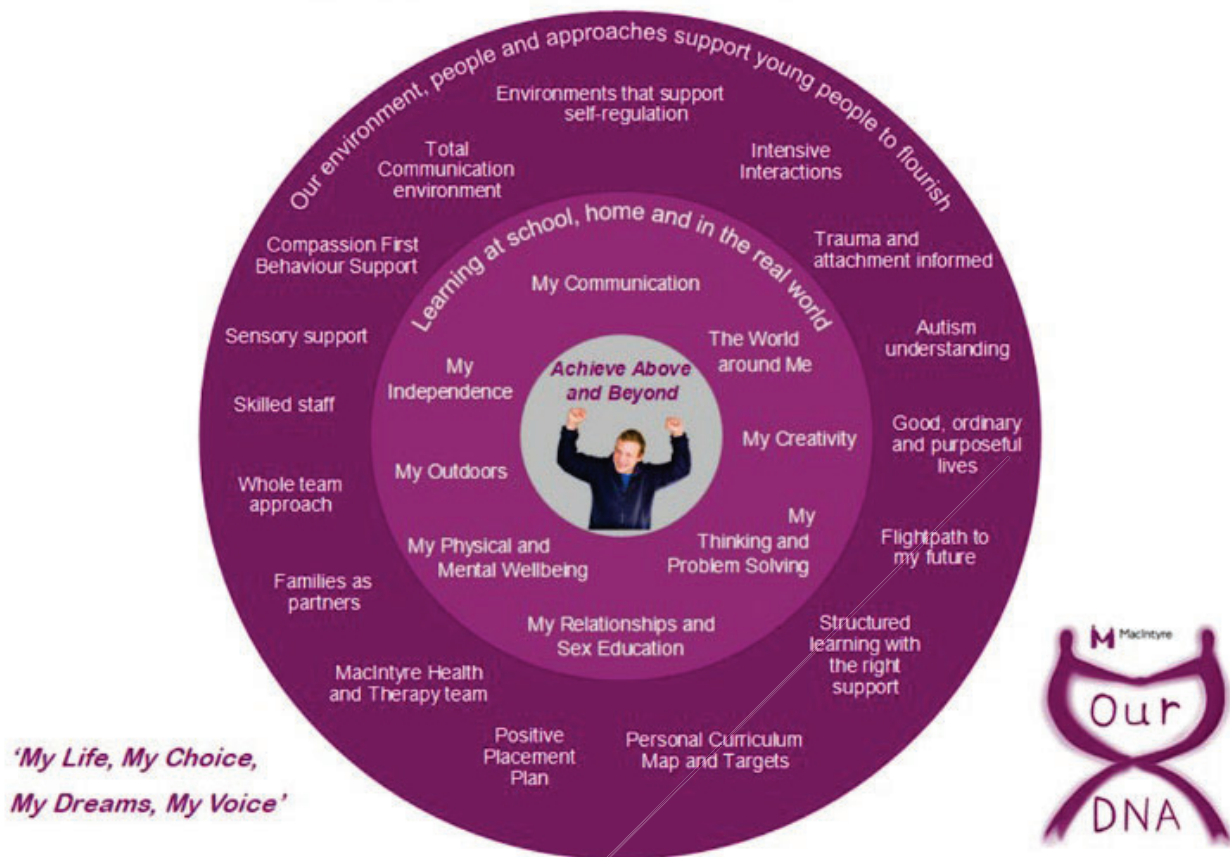 Our environment, people and approaches support young people to flourish
Environments that support
self-regulation
Intensive
Interactions
Trauma and
attachment informed
Autism
understanding
Good, ordinary
and purposeful
lives
Flightpath to
my future
Structured
learning with
the right
support
Personal Curriculum
Map and Targets
Positive
Placement
Plan
MacIntyre Health
and Therapy team
Families as
partners
Whole team
approach
Skilled staff
Sensory support
Compassion First
Behaviour Support
Total
Communication
environment
Learning at school, home and in the real world
My Communication
The World
around Me
My Creativity
My
Thinking and
Problem Solving
My Relationships and
Sex Education
My Physical and
Mental Wellbeing
My Outdoors
My
Independence
Achieve Above
and Beyond
'My Life, My Choice,
My Dreams, My Voice'
MacIntyre
Our
DNA